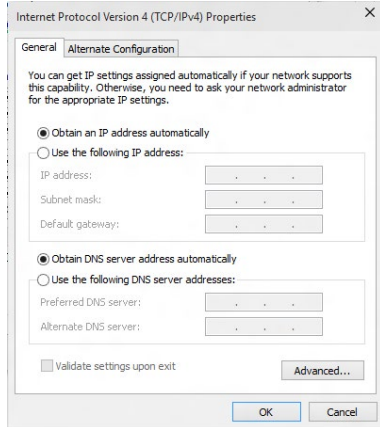 Internet Protocol Version 4 (TCP/IPv4) Properties
General
Alternate Configuration
You can get IP settings assigned automatically if your network supports
this capability. Otherwise, you need to ask your network administrator
for the appropriate IP settings.
Obtain an IP address automatically
Use the following IP address:
IP address:
Subnet mask:
Default gateway:
Obtain DNS server address automatically
Use the following DNS server addresses:
Preferred DNS server:
Alternate DNS server:
Validate settings upon exit
Advanced...
OK
Cancel